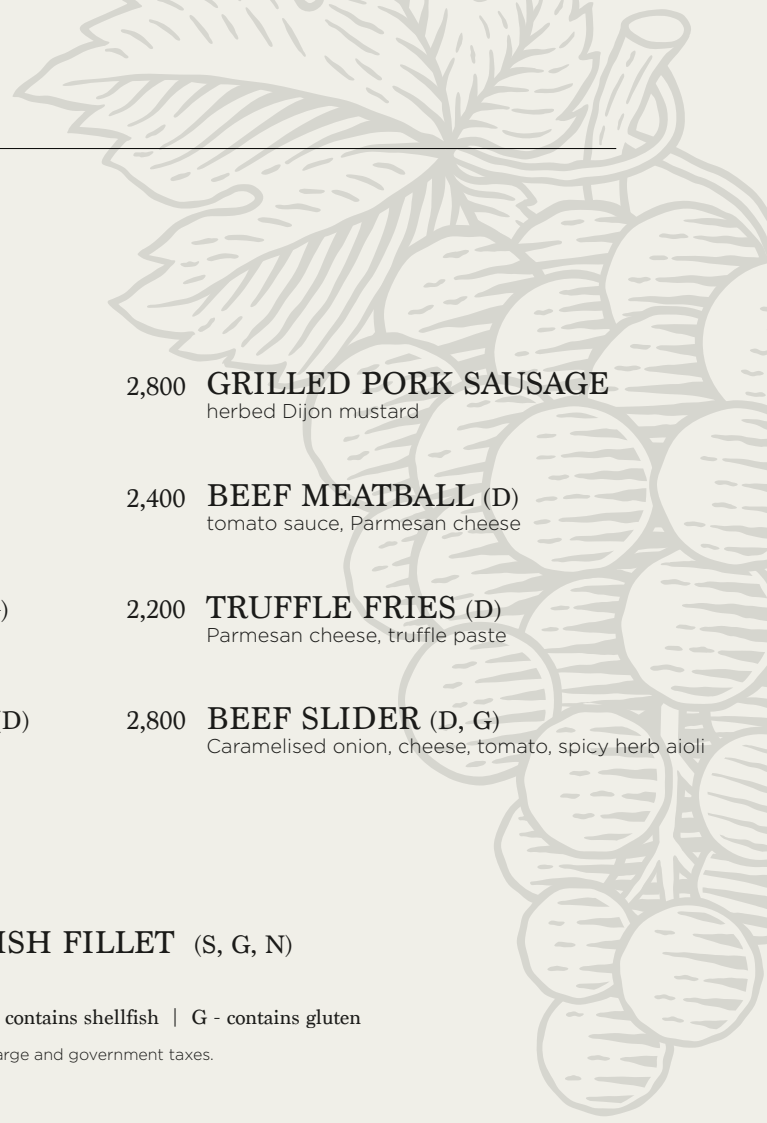 2,800 GRILLED PORK SAUSAGE
herbed Dijon mustard
2,400 BEEF MEATBALL (D)
tomato sauce, Parmesan cheese
) 2,200 TRUFFLE FRIES (D)
Parmesan cheese, truffle paste
D) 2,800 BEEF SLIDER (D, G)
Caramelised onion, cheese, tomato, spicy herb aioli
ISH FILLET (S, G, N)
contains shellfish | G - contains gluten
arge and government taxes.